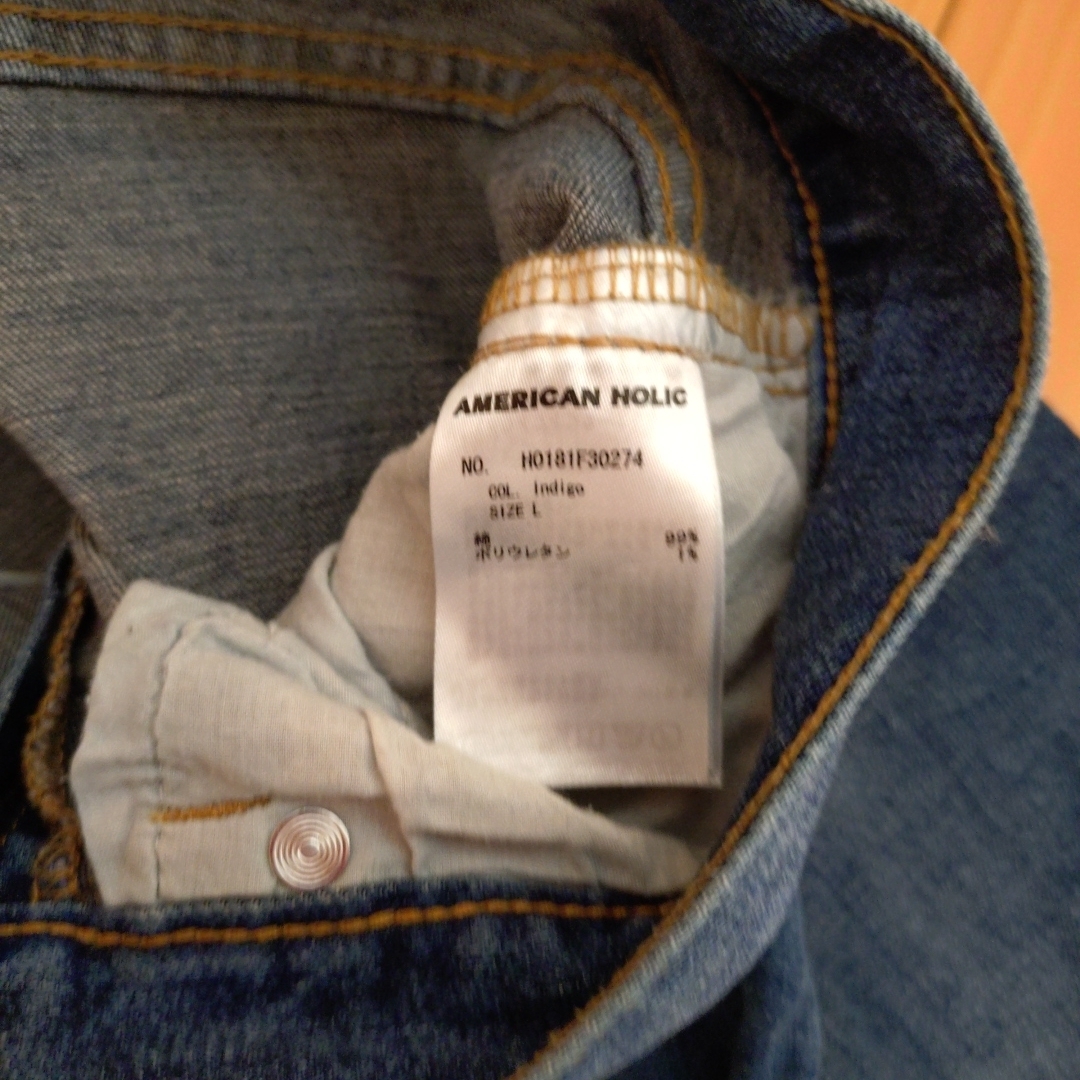 AMERICAN HOLIC
NO. H0181F30274
COL. Indigo
SIZE L
綿 99%
ポリウレタン 1%